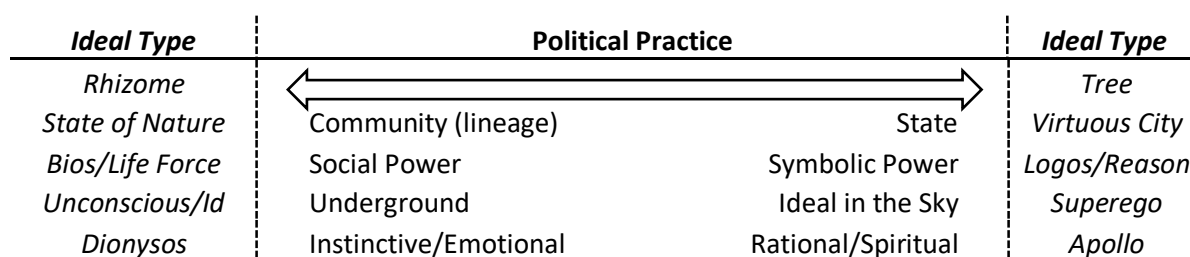 Ideal Type Political Practice Ideal Type
Rhizome Tree
State of Nature Community (lineage) State Virtuous City
Bios/Life Force Social Power Symbolic Power Logos/Reason
Unconscious/Id Underground Ideal in the Sky Superego
Dionysos Instinctive/Emotional Rational/Spiritual Apollo